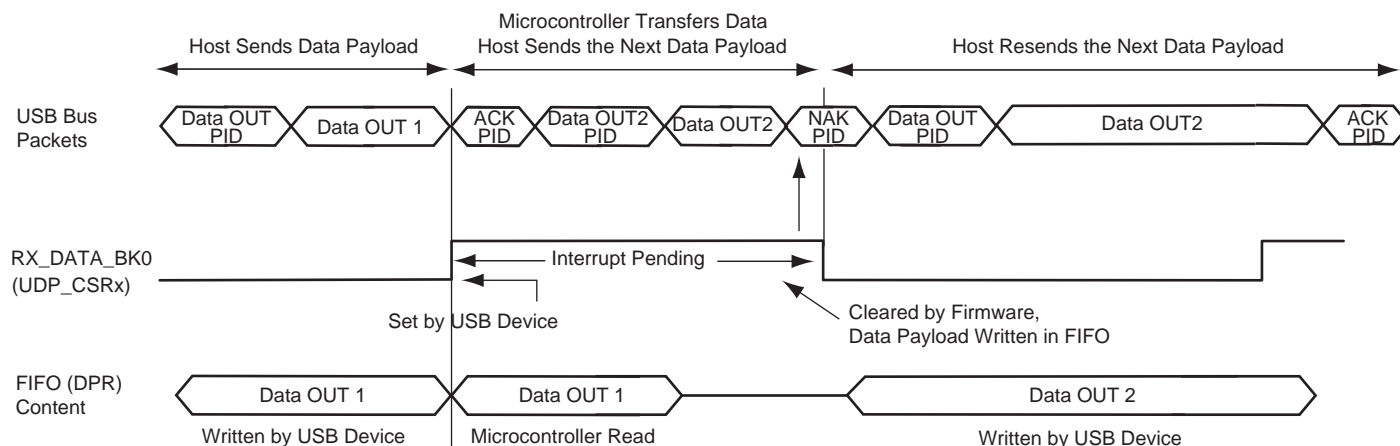 Microcontroller Transfers Data
Host Sends Data Payload
Host Sends the Next Data Payload
Host Resends the Next Data Payload
USB Bus
Packets
Data OUT
PID
Data OUT 1
ACK
PID
Data OUT2
PID
Data OUT2
NAK
PID
Data OUT
PID
Data OUT2
ACK
PID
RX_DATA_BK0
(UDP_CSRx)
Interrupt Pending
Set by USB Device
Cleared by Firmware,
Data Payload Written in FIFO
FIFO (DPR)
Content
Data OUT 1
Data OUT 1
Data OUT 2
Written by USB Device
Microcontroller Read
Written by USB Device